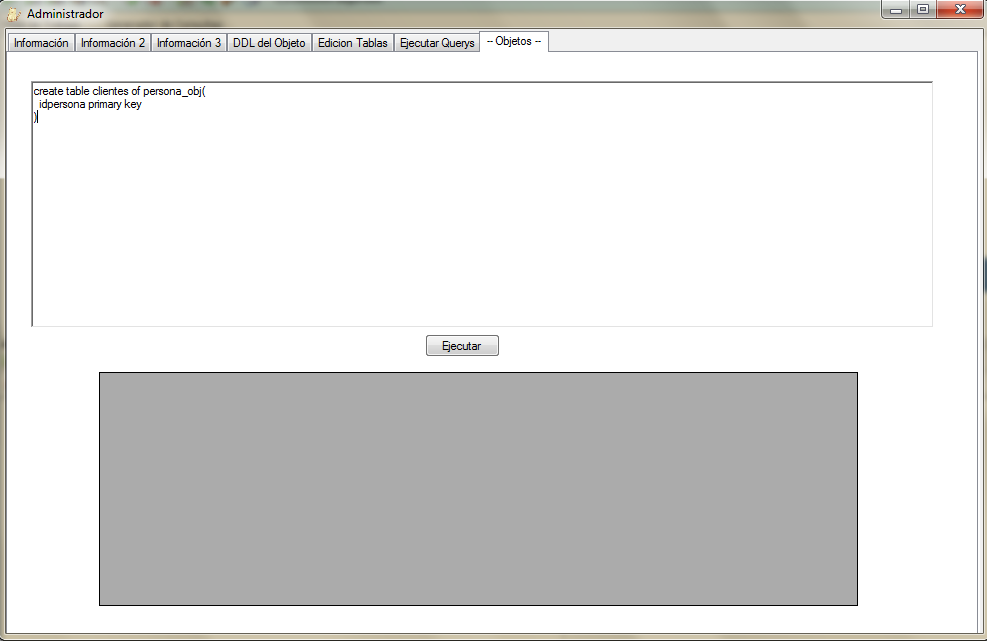 Administrador
Información Información 2 Información 3 DDL del Objeto Edicion Tablas Ejecutar Querys -- Objetos --
create table clientes of persona_obj(
idpersona primary key
)
Ejecutar